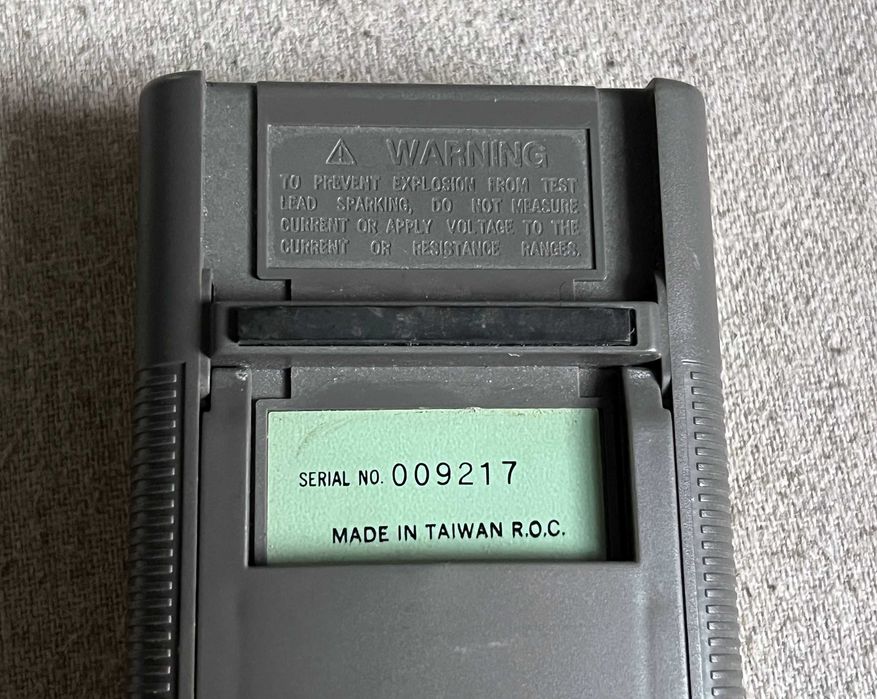 ⚠ WARNING
TO PREVENT EXPLOSION FROM TEST
LEAD SPARKING, DO NOT MEASURE
CURRENT OR APPLY VOLTAGE TO THE
CURRENT OR RESISTANCE RANGES.
SERIAL NO. 009217
MADE IN TAIWAN R.O.C.